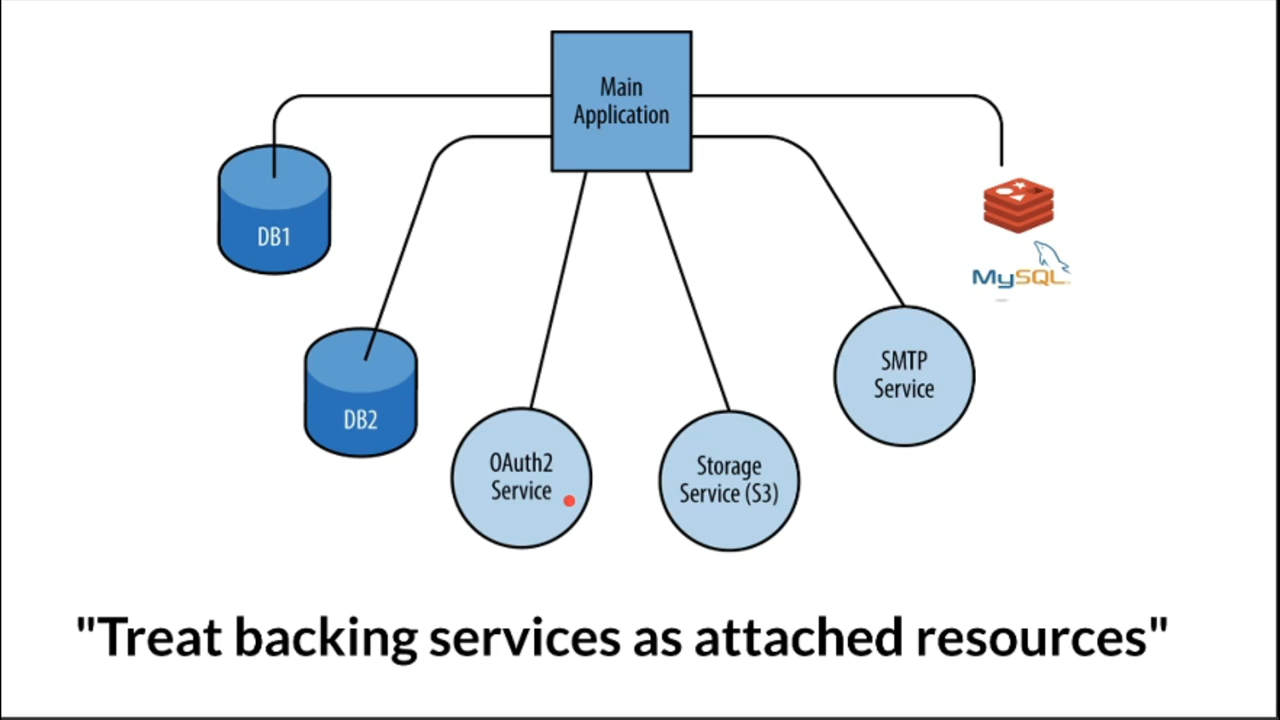 Main
Application
DB1
MySQL
DB2
SMTP
Service
OAuth2
Service
Storage
Service (S3)
"Treat backing services as attached resources"